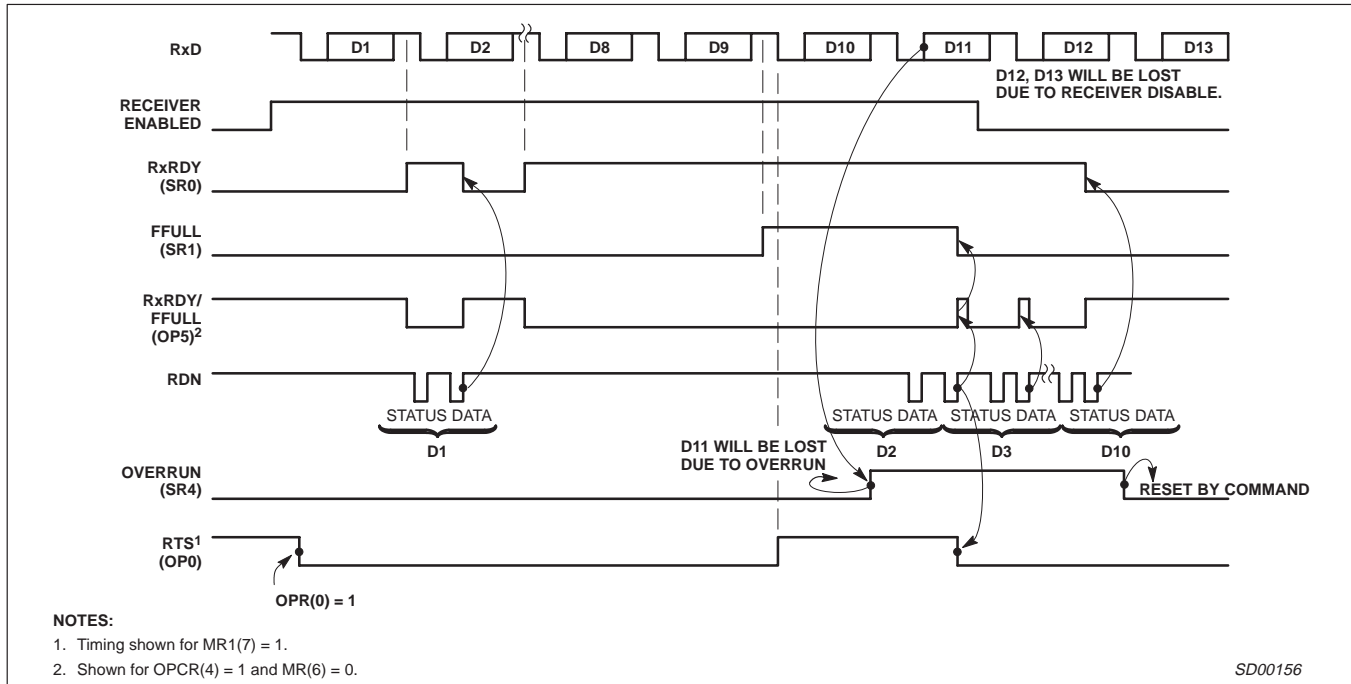 RxD
D1
D2
D8
D9
D10
D11
D12
D13
D12, D13 WILL BE LOST
DUE TO RECEIVER DISABLE.
RECEIVER
ENABLED
RxRDY
(SR0)
FFULL
(SR1)
RxRDY/
FFULL
(OP5)2
RDN
STATUS DATA
STATUS DATA
STATUS DATA
STATUS DATA
D1
D2
D3
D10
D11 WILL BE LOST
DUE TO OVERRUN
OVERRUN
(SR4)
RESET BY COMMAND
RTS1
(OP0)
OPR(0) = 1
NOTES:
1. Timing shown for MR1(7) = 1.
2. Shown for OPCR(4) = 1 and MR(6) = 0.
SD00156